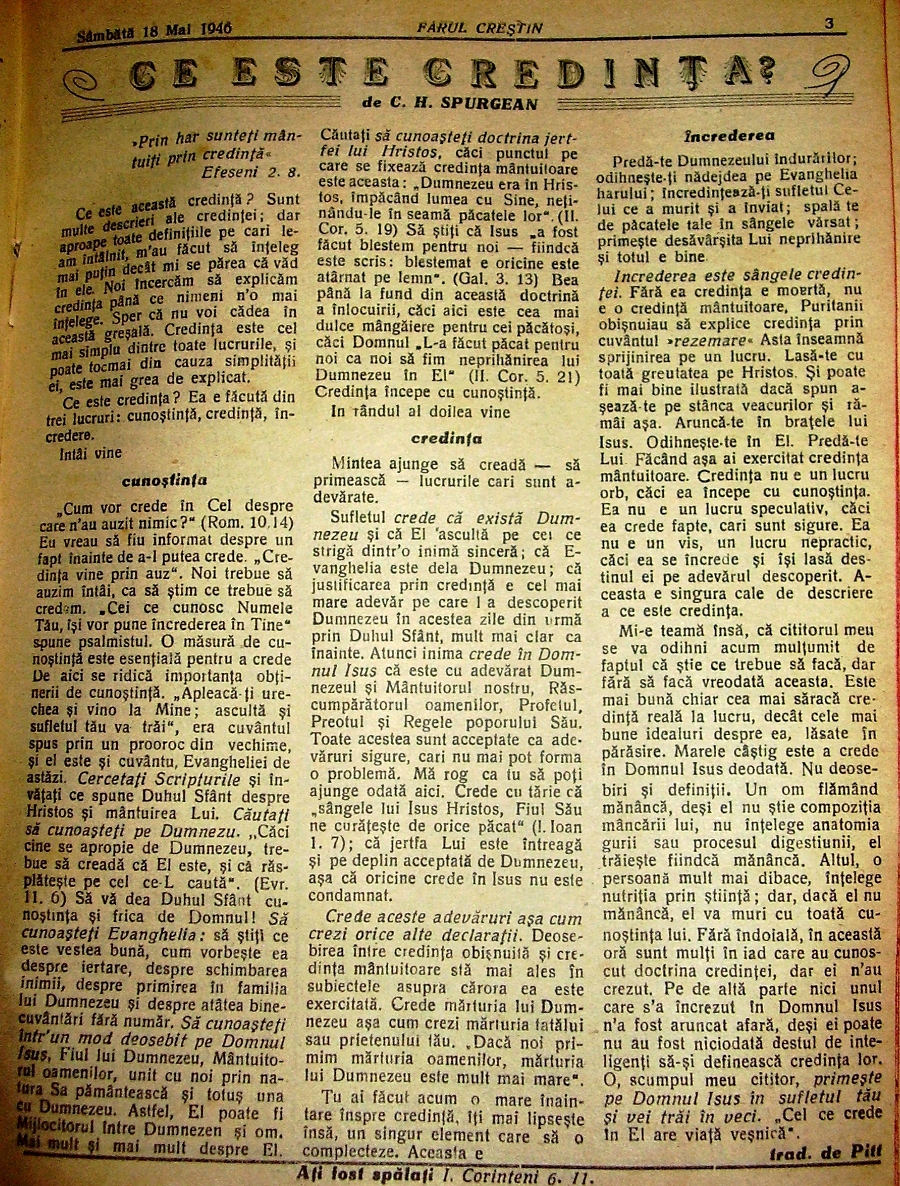 Sâmbătă 18 Mai 1946
FARUL CREŞTIN
3
CE ESTE CREDINŢA?
de C. H. SPURGEAN
»Prin har sunteţi mân-
tuiţi prin credinţă«
Efeseni 2. 8.
Ce este această credinţă? Sunt
multe descrieri ale credinţei; dar
aproape toate definiţiile pe cari le-
am întâlnit, m'au făcut să înţeleg
mai puţin decât mi se părea că văd
în ele. Noi încercăm să explicăm
credinţa până ce nimeni n'o mai
înţelege. Sper că nu voi cădea în
această greşală. Credinţa este cel
mai simplu dintre toate lucrurile, şi
poate tocmai din cauza simplităţii
ei, este mai grea de explicat.
Ce este credinţa? Ea e făcută din
trei lucruri: cunoştinţă, credinţă, în-
credere.
Intâi vine
cunoştinţa
„Cum vor crede în Cel despre
care n'au auzit nimic?" (Rom. 10.14)
Eu vreau să fiu informat despre un
fapt înainte de a-l putea crede. „Cre-
dinţa vine prin auz". Noi trebue să
auzim întâi, ca să ştim ce trebue să
credem. „Cei ce cunosc Numele
Tău, îşi vor pune încrederea în Tine"
spune psalmistul. O măsură de cu-
noştinţă este esenţială pentru a crede
De aici se ridică importanţa obţi-
nerii de cunoştinţă. „Apleacă-ţi ure-
chea şi vino la Mine; ascultă şi
sufletul tău va trăi", era cuvântul
spus prin un prooroc din vechime,
şi el este şi cuvântu, Evangheliei de
astăzi. Cercetaţi Scripturile şi în-
văţaţi ce spune Duhul Sfânt despre
Hristos şi mântuirea Lui. Căutaţi
să cunoaşteţi pe Dumnezu. „Căci
cine se apropie de Dumnezeu, tre-
bue să creadă că El este, şi că răs-
plăteşte pe cel ce-L caută". (Evr.
11. 6) Să vă dea Duhul Sfânt cu-
noştinţa şi frica de Domnul! Să
cunoaşteţi Evanghelia: să ştiţi ce
este vestea bună, cum vorbeşte ea
despre iertare, despre schimbarea
inimii, despre primirea în familia
lui Dumnezeu şi despre atâtea bine-
cuvântări fără număr. Să cunoaşteţi
într'un mod deosebit pe Domnul
Isus, Fiul lui Dumnezeu, Mântuito-
rul oamenilor, unit cu noi prin na-
tura Sa pământească şi totuş una
cu Dumnezeu. Astfel, El poate fi
Mijlocitorul între Dumnezen şi om.
Mai mult şi mai mult despre El.
Căutaţi să cunoaşteţi doctrina jert-
fei lui Hristos, căci punctul pe
care se fixează credinţa mântuitoare
este aceasta: „Dumnezeu era în Hris-
tos, împăcând lumea cu Sine, neţi-
nându-le în seamă păcatele lor".(II.
Cor. 5. 19) Să ştiţi că Isus „a fost
făcut blestem pentru noi — fiindcă
este scris: blestemat e oricine este
atârnat pe lemn". (Gal. 3. 13) Bea
până la fund din această doctrină
a înlocuirii, căci aici este cea mai
dulce mângăiere pentru cei păcătoşi,
căci Domnul „L-a făcut păcat pentru
noi ca noi să fim neprihănirea lui
Dumnezeu în El" (II. Cor. 5. 21)
Credinţa începe cu cunoştinţă.
In rândul al doilea vine
credinţa
Mintea ajunge să creadă — să
primească — lucrurile cari sunt a-
devărate.
Sufletul crede că există Dum-
nezeu şi că El ascultă pe cei ce
strigă dintr'o inimă sinceră; că E-
vanghelia este dela Dumnezeu; că
justificarea prin credinţă e cel mai
mare adevăr pe care l a descoperit
Dumnezeu în acestea zile din urmă
prin Duhul Sfânt, mult mai clar ca
înainte. Atunci inima crede în Dom-
nul Isus că este cu adevărat Dum-
nezeul şi Mântuitorul nostru, Răs-
cumpărătorul oamenilor, Profetul,
Preotul şi Regele poporului Său.
Toate acestea sunt acceptate ca ade-
văruri sigure, cari nu mai pot forma
o problemă. Mă rog ca tu să poţi
ajunge odată aici. Crede cu tărie că
„sângele lui Isus Hristos, Fiul Său
ne curăţeşte de orice păcat" (I. Ioan
1. 7); că jertfa Lui este întreagă
şi pe deplin acceptată de Dumnezeu,
aşa că oricine crede în Isus nu este
condamnat.
Crede aceste adevăruri aşa cum
crezi orice alte declaraţii. Deose-
birea între credinţa obişnuită şi cre-
dinţa mântuitoare stă mai ales în
subiectele asupra cărora ea este
exercitată. Crede mărturia lui Dum-
nezeu aşa cum crezi mărturia tatălui
sau prietenului tău. „Dacă noi pri-
mim mărturia oamenilor, mărturia
lui Dumnezeu este mult mai mare".
Tu ai făcut acum o mare înain-
tare înspre credinţă, îţi mai lipseşte
însă, un singur element care să o
complecteze. Aceasta e
încrederea
Predă-te Dumnezeului îndurărilor;
odihneşte-ţi nădejdea pe Evanghelia
harului; încredinţează-ţi sufletul Ce-
lui ce a murit şi a înviat; spală te
de păcatele tale în sângele vărsat;
primeşte desăvârşita Lui neprihănire
şi totul e bine
Increderea este sângele credin-
ţei. Fără ea credinţa e moertă, nu
e o credinţă mântuitoare, Puritanii
obişnuiau să explice credinţa prin
cuvântul »rezemare« Asta înseamnă
sprijinirea pe un lucru. Lasă-te cu
toată greutatea pe Hristos. Şi poate
fi mai bine ilustrată dacă spun a-
şează-te pe stânca veacurilor şi ră-
mâi aşa. Aruncă-te în braţele lui
Isus. Odihneşte-te în El. Predă-te
Lui Făcând aşa ai exercitat credinţa
mântuitoare. Credinţa nu e un lucru
orb, căci ea începe cu cunoştinţa.
Ea nu e un lucru speculativ, căci
ea crede fapte, cari sunt sigure. Ea
nu e un vis, un lucru nepractic,
căci ea se încrede şi îşi lasă des-
tinul ei pe adevărul descoperit. A-
ceasta e singura cale de descriere
a ce este credinţa.
Mi-e teamă însă, că cititorul meu
se va odihni acum mulţumit de
faptul că ştie ce trebue să facă, dar
fără să facă vreodată aceasta. Este
mai bună chiar cea mai săracă cre-
dinţă reală la lucru, decât cele mai
bune idealuri despre ea, lăsate în
părăsire. Marele câştig este a crede
în Domnul Isus deodată. Nu deose-
biri şi definiţii. Un om flămând
mănâncă, deşi el nu ştie compoziţia
mâncării lui, nu înţelege anatomia
gurii sau procesul digestiunii, el
trăieşte fiindcă mănâncă. Altul, o
persoană mult mai dibace, înţelege
nutriţia prin ştiinţă; dar, dacă el nu
mănâncă, el va muri cu toată cu-
noştinţa lui. Fără îndoială, în această
oră sunt mulţi în iad care au cunos-
cut doctrina credinţei, dar ei n'au
crezut. Pe de altă parte nici unul
care s'a încrezut în Domnul Isus
n'a fost aruncat afară, deşi ei poate
nu au fost niciodată destul de inte-
ligenţi să-şi definească credinţa lor.
O, scumpul meu cititor, primeşte
pe Domnul Isus în sufletul tău
şi vei trăi în veci. „Cel ce crede
în El are viaţă veşnică".
trad. de Pitt
Aţi fost spălaţi I. Corinteni 6. 11.